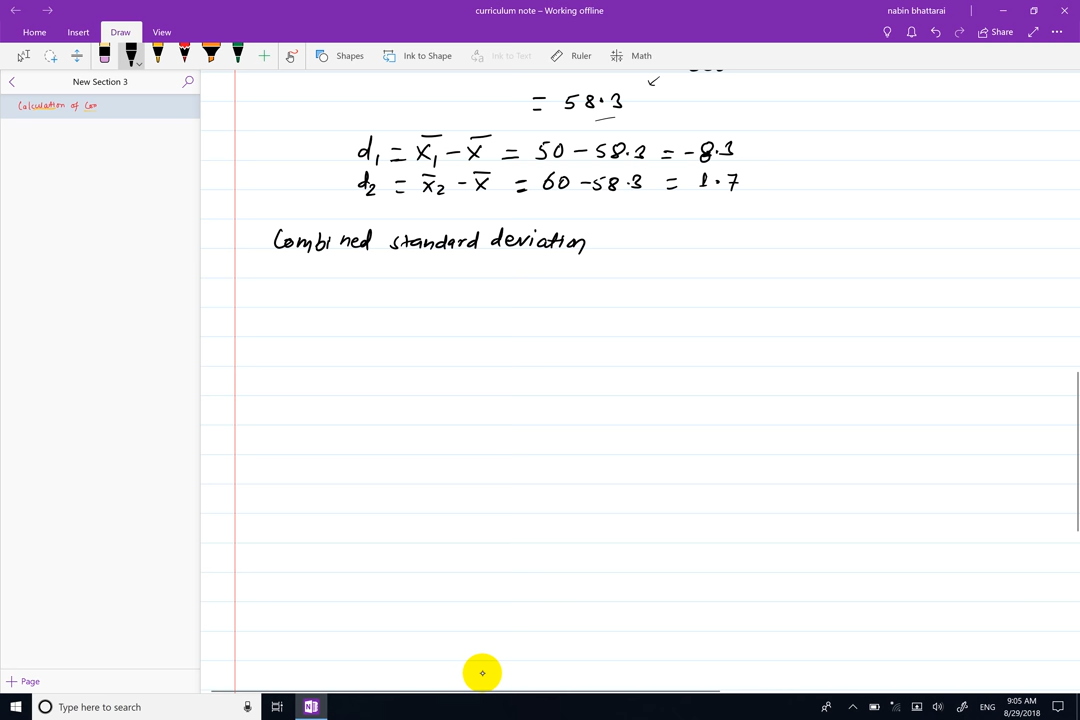 curriculum note – Working offline
nabin bhattarai
Home Insert Draw View
Share
Shapes Ink to Shape Ink to Text Ruler Math
New Section 3
Calculation of
= 58.3
d₁ = x̄₁ - x̄ = 50 - 58.3 = -8.3
d₂ = x̄₂ - x̄ = 60 - 58.3 = 1.7
Combined standard deviation
Page
Type here to search
ENG
9:05 AM
8/29/2018